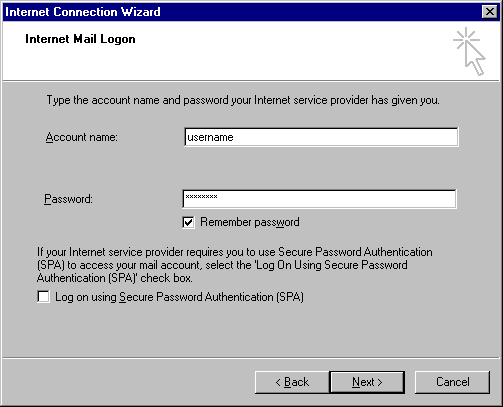 Internet Connection Wizard
Internet Mail Logon
Type the account name and password your Internet service provider has given you.
Account name:
username
Password:
********
Remember password
If your Internet service provider requires you to use Secure Password Authentication
(SPA) to access your mail account, select the 'Log On Using Secure Password
Authentication (SPA)' check box.
Log on using Secure Password Authentication (SPA)
< Back
Next >
Cancel